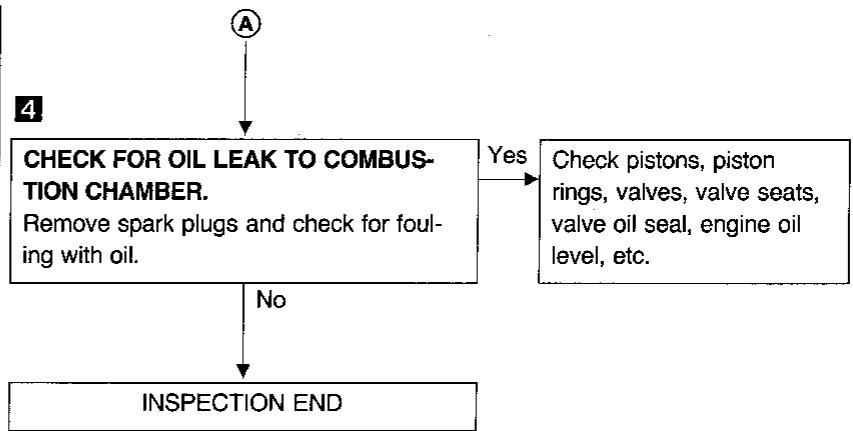 A
4
CHECK FOR OIL LEAK TO COMBUS-
TION CHAMBER.
Remove spark plugs and check for foul-
ing with oil.
Yes
Check pistons, piston
rings, valves, valve seats,
valve oil seal, engine oil
level, etc.
No
INSPECTION END